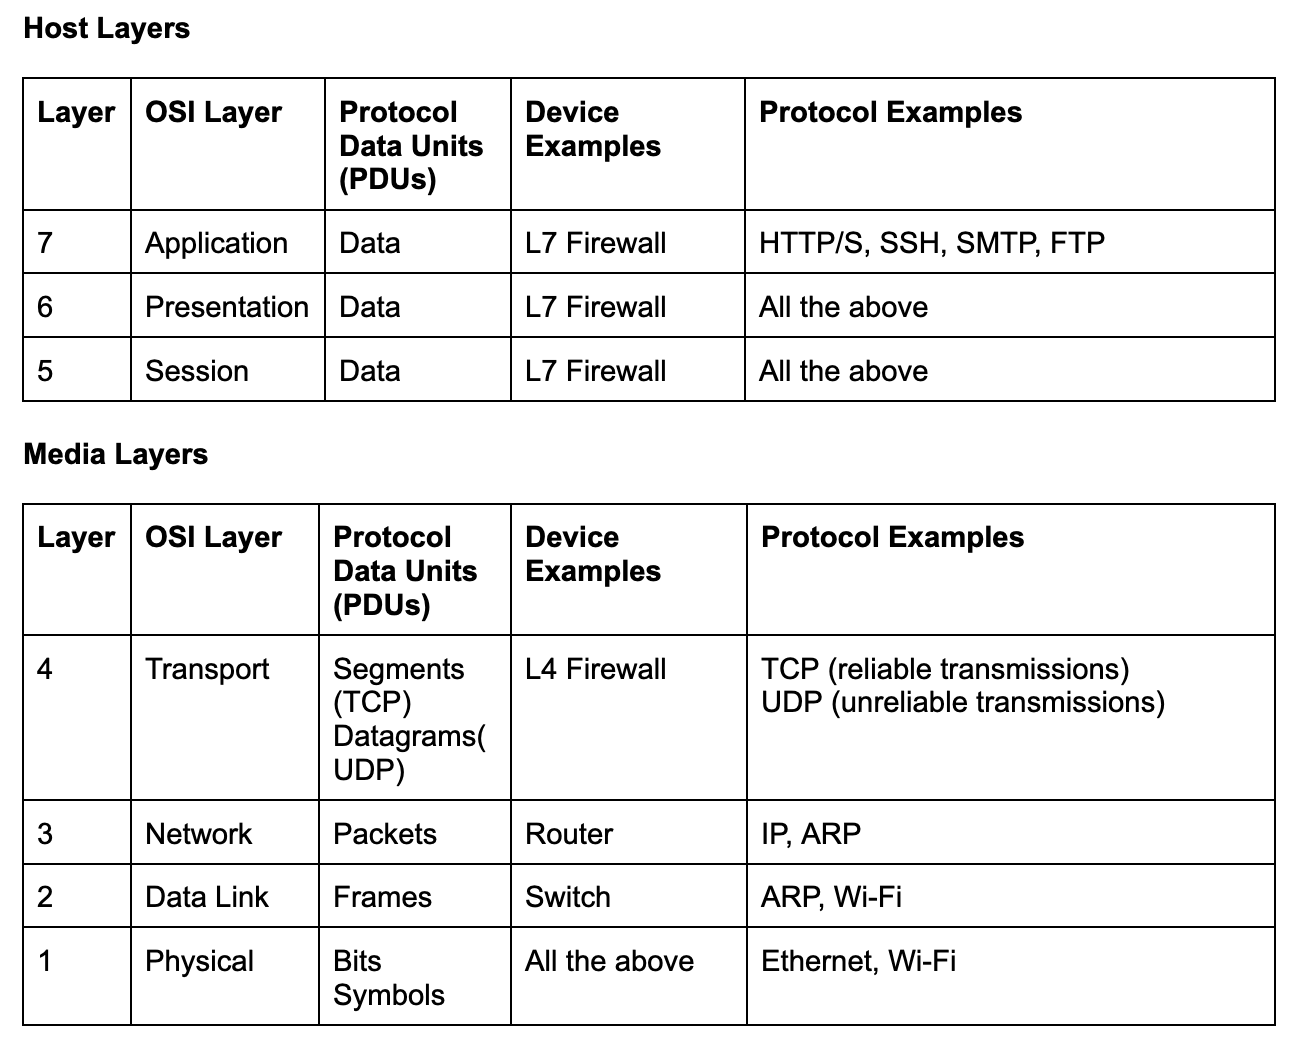 Host Layers
Layer OSI Layer Protocol Data Units (PDUs) Device Examples Protocol Examples
7 Application Data L7 Firewall HTTP/S, SSH, SMTP, FTP
6 Presentation Data L7 Firewall All the above
5 Session Data L7 Firewall All the above
Media Layers
Layer OSI Layer Protocol Data Units (PDUs) Device Examples Protocol Examples
4 Transport Segments (TCP) Datagrams( UDP) L4 Firewall TCP (reliable transmissions) UDP (unreliable transmissions)
3 Network Packets Router IP, ARP
2 Data Link Frames Switch ARP, Wi-Fi
1 Physical Bits Symbols All the above Ethernet, Wi-Fi